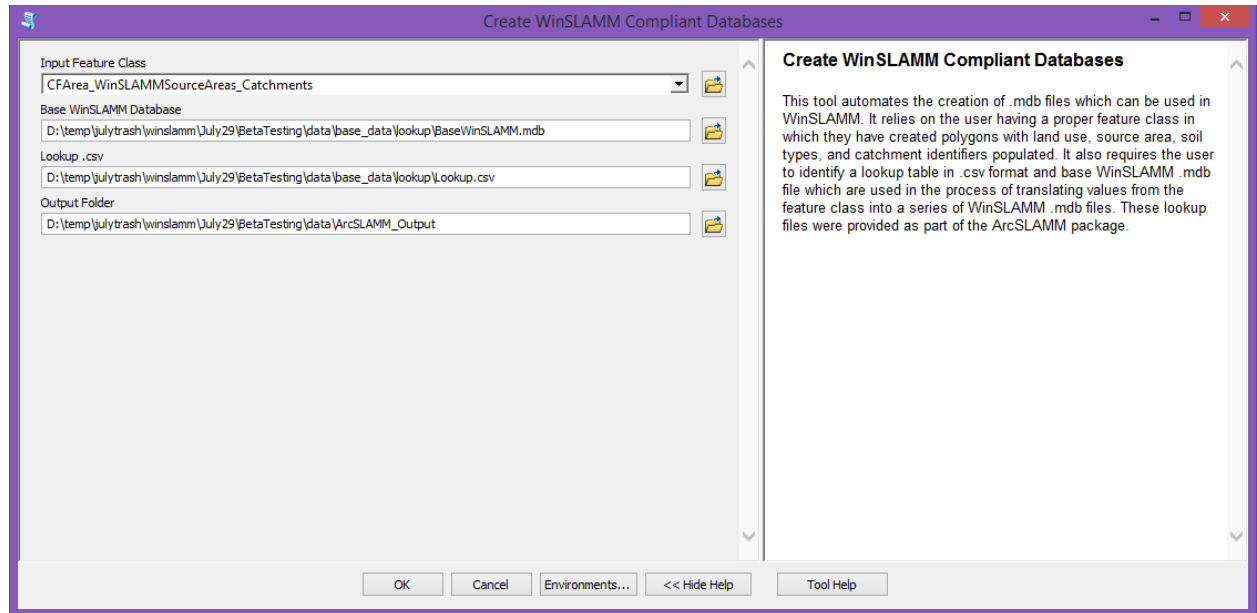 Create WinSLAMM Compliant Databases
Input Feature Class
CFArea_WinSLAMMSourceAreas_Catchments
Base WinSLAMM Database
D:\temp\julytrash\winslamm\July29\BetaTesting\data\base_data\lookup\BaseWinSLAMM.mdb
Lookup .csv
D:\temp\julytrash\winslamm\July29\BetaTesting\data\base_data\lookup\Lookup.csv
Output Folder
D:\temp\julytrash\winslamm\July29\BetaTesting\data\ArcSLAMM_Output
Create WinSLAMM Compliant Databases
This tool automates the creation of .mdb files which can be used in
WinSLAMM. It relies on the user having a proper feature class in
which they have created polygons with land use, source area, soil
types, and catchment identifiers populated. It also requires the user
to identify a lookup table in .csv format and base WinSLAMM .mdb
file which are used in the process of translating values from the
feature class into a series of WinSLAMM .mdb files. These lookup
files were provided as part of the ArcSLAMM package.
OK
Cancel
Environments...
<< Hide Help
Tool Help